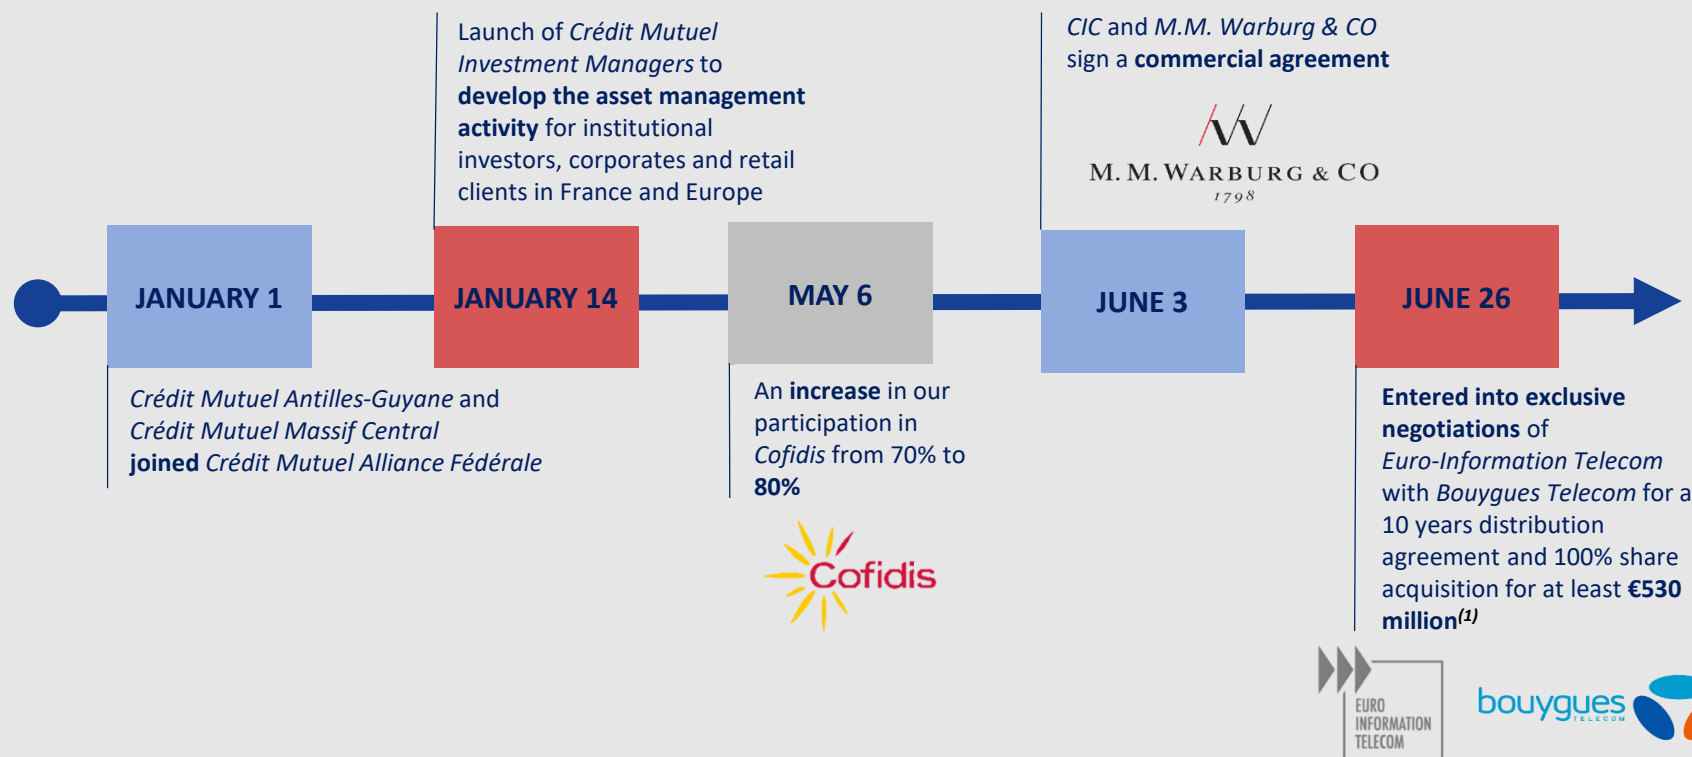 Launch of Crédit Mutuel
Investment Managers to
develop the asset management
activity for institutional
investors, corporates and retail
clients in France and Europe
CIC and M.M. Warburg & CO
sign a commercial agreement
M.M.WARBURG & CO
1798
JANUARY 1
JANUARY 14
MAY 6
JUNE 3
JUNE 26
Crédit Mutuel Antilles-Guyane and
Crédit Mutuel Massif Central
joined Crédit Mutuel Alliance Fédérale
An increase in our
participation in
Cofidis from 70% to
80%
Cofidis
Entered into exclusive
negotiations of
Euro-Information Telecom
with Bouygues Telecom for a
10 years distribution
agreement and 100% share
acquisition for at least €530
million(1)
EURO
INFORMATION
TELECOM
bouygues
TELECOM